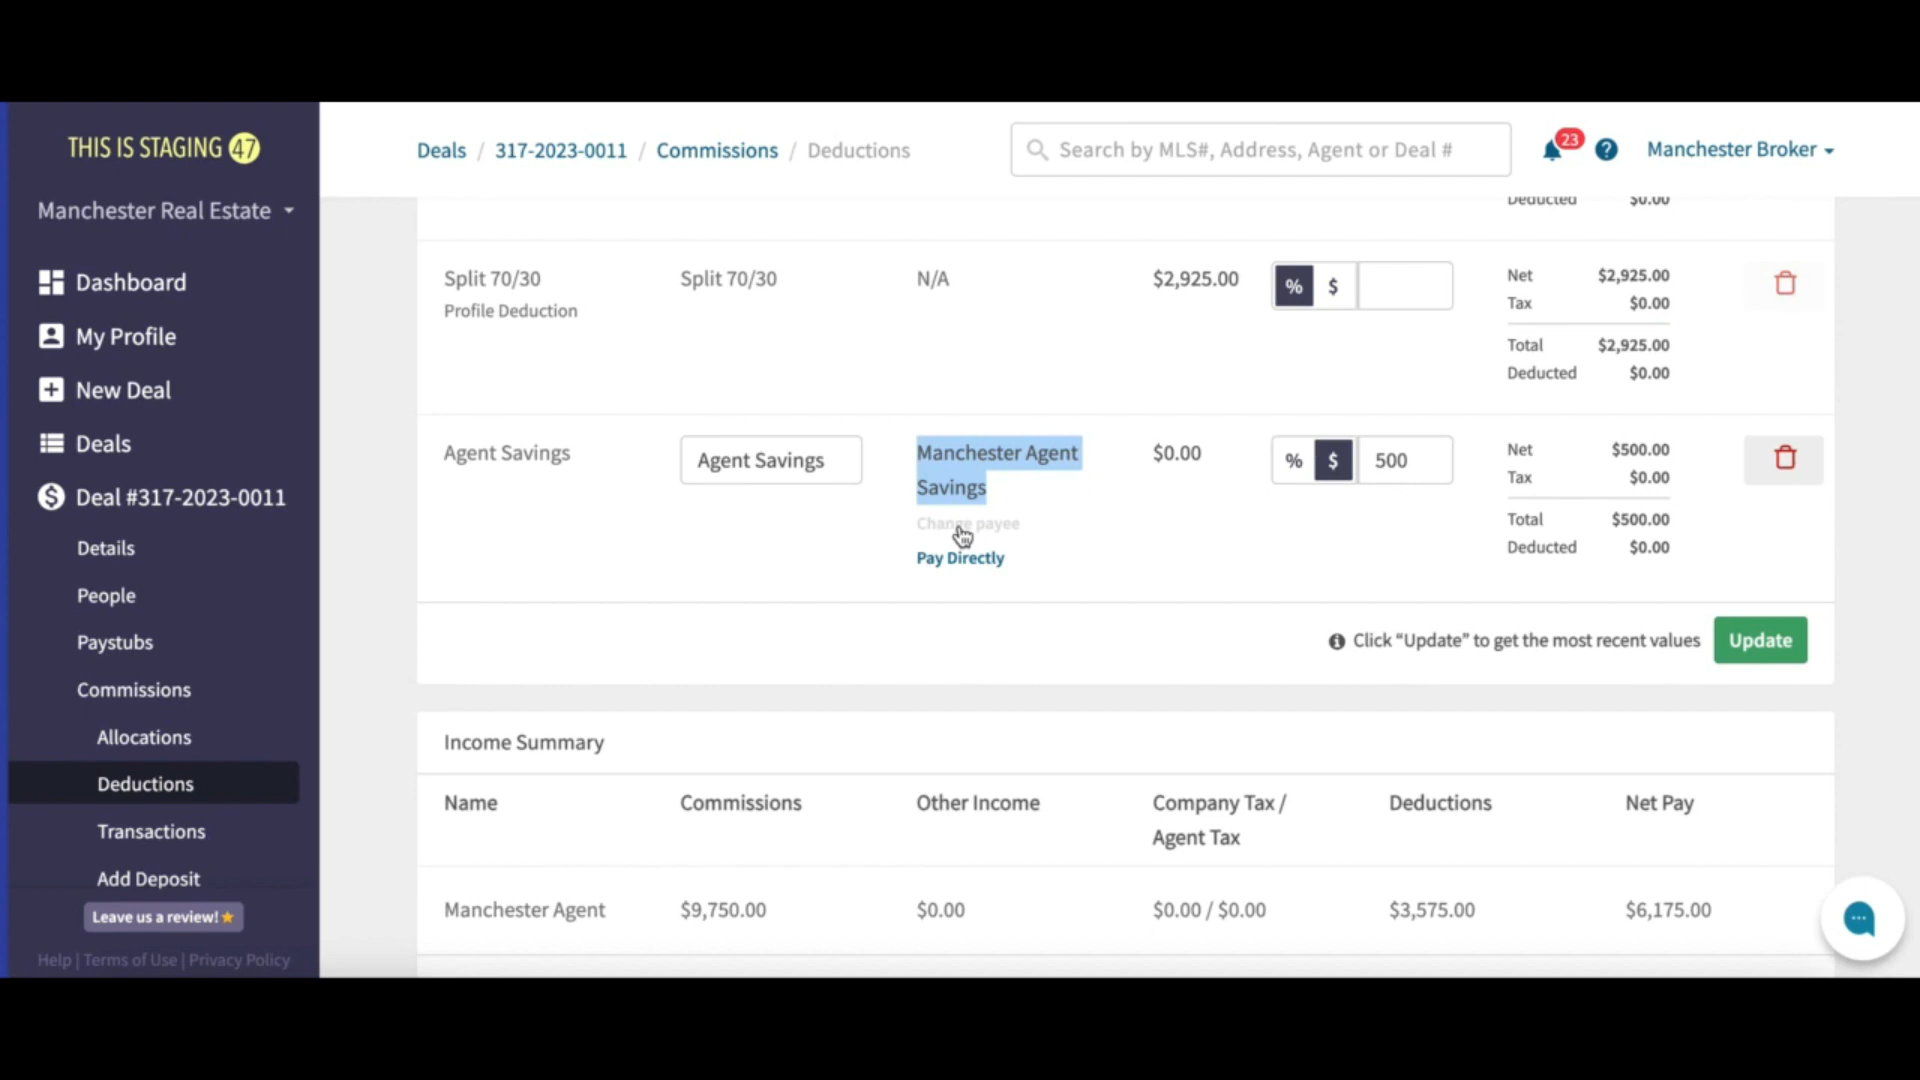 THIS IS STAGING 47
Manchester Real Estate
Dashboard
My Profile
New Deal
Deals
Deal #317-2023-0011
Details
People
Paystubs
Commissions
Allocations
Deductions
Transactions
Add Deposit
Leave us a review!
Help | Terms of Use | Privacy Policy
Deals / 317-2023-0011 / Commissions / Deductions
Search by MLS#, Address, Agent or Deal #
23
?
Manchester Broker
Deducted $0.00
Split 70/30
Profile Deduction
Split 70/30
N/A
$2,925.00
% $
Net $2,925.00
Tax $0.00
Total $2,925.00
Deducted $0.00
Agent Savings
Agent Savings
Manchester Agent
Savings
Change payee
Pay Directly
$0.00
% $ 500
Net $500.00
Tax $0.00
Total $500.00
Deducted $0.00
Click “Update” to get the most recent values
Update
Income Summary
Name
Commissions
Other Income
Company Tax /
Agent Tax
Deductions
Net Pay
Manchester Agent
$9,750.00
$0.00
$0.00 / $0.00
$3,575.00
$6,175.00